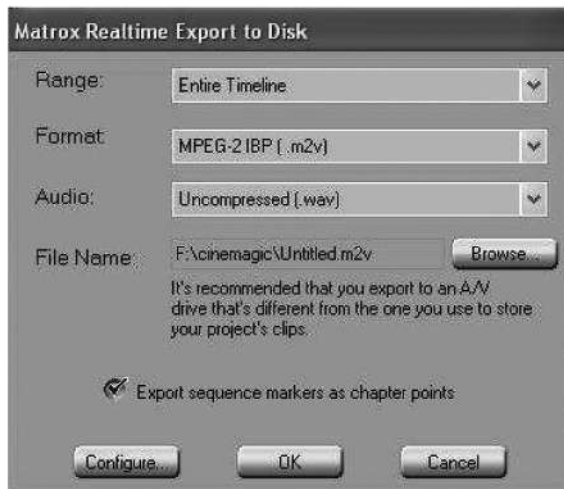 Matrox Realtime Export to Disk
Range: Entire Timeline
Format: MPEG-2 IBP ( .m2v)
Audio: Uncompressed (.wav)
File Name: F:\cinemagic\Untitled.m2v Browse...
It's recommended that you export to an A/V
drive that's different from the one you use to store
your project's clips.
Export sequence markers as chapter points
Configure... OK Cancel